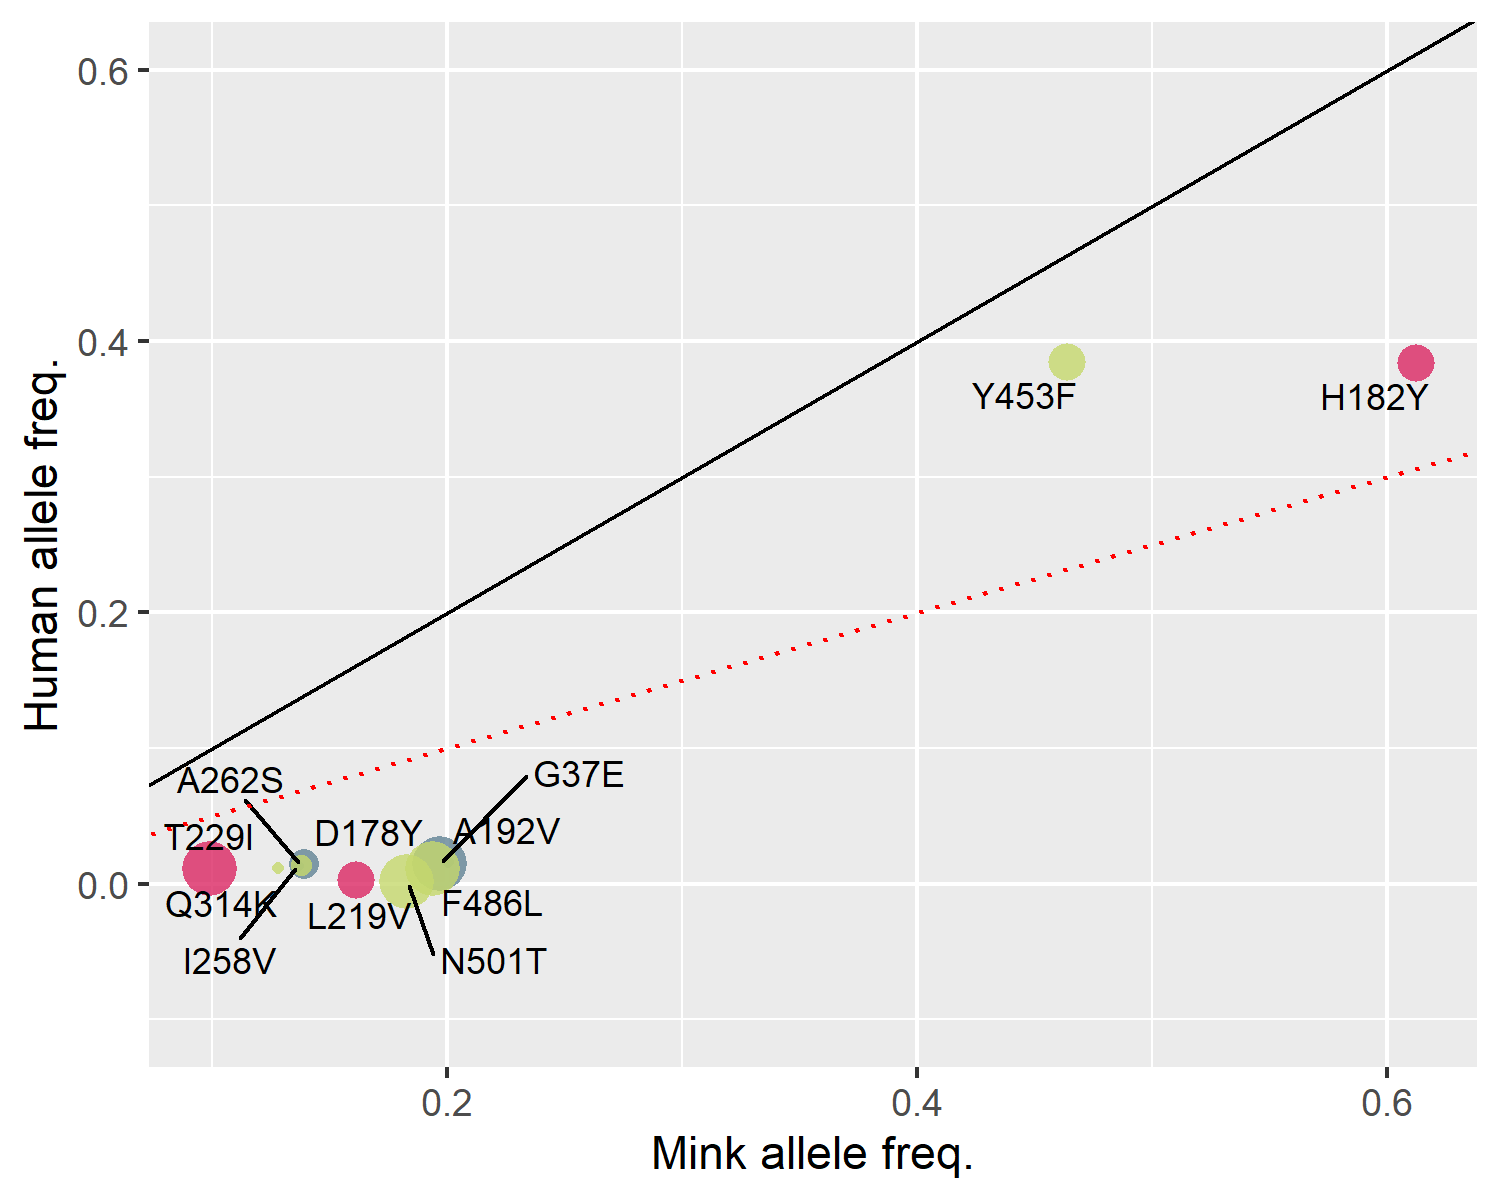 0.6
0.4
0.2
0.0
Human allele freq.
Y453F
H182Y
G37E
A262S
T229I
D178Y
A192V
Q314K
L219V
F486L
I258V
N501T
0.2
0.4
0.6
Mink allele freq.